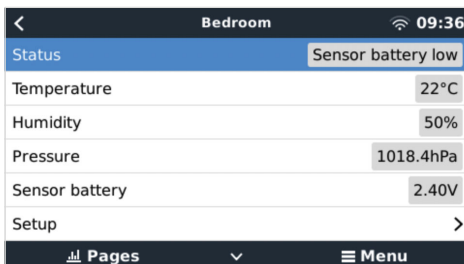 Bedroom 09:36
Status Sensor battery low
Temperature 22°C
Humidity 50%
Pressure 1018.4hPa
Sensor battery 2.40V
Setup
Pages Menu